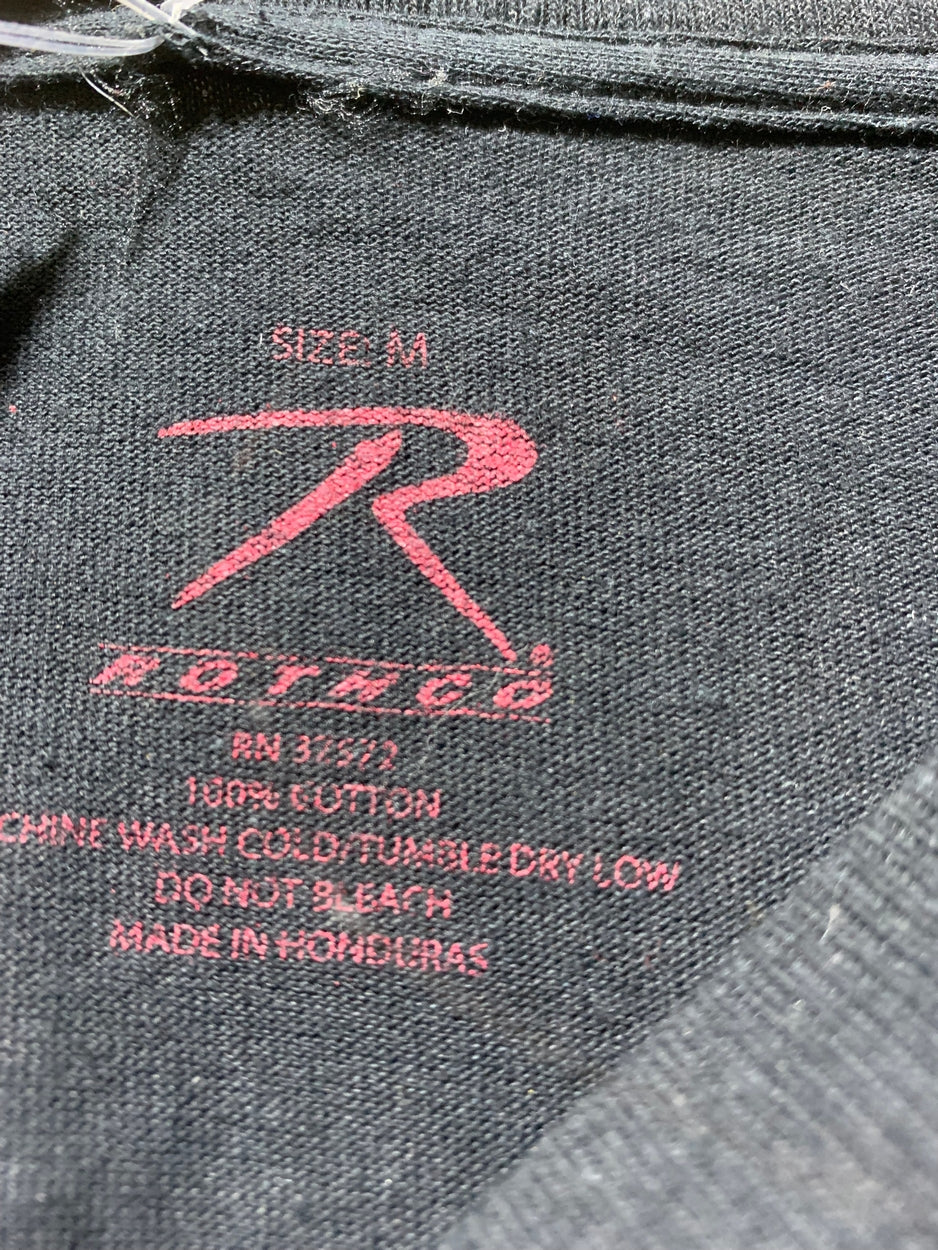 SIZE: M
R
ROTHCO®
RN 37572
100% COTTON
CHINE WASH COLD/TUMBLE DRY LOW
DO NOT BLEACH
MADE IN HONDURAS